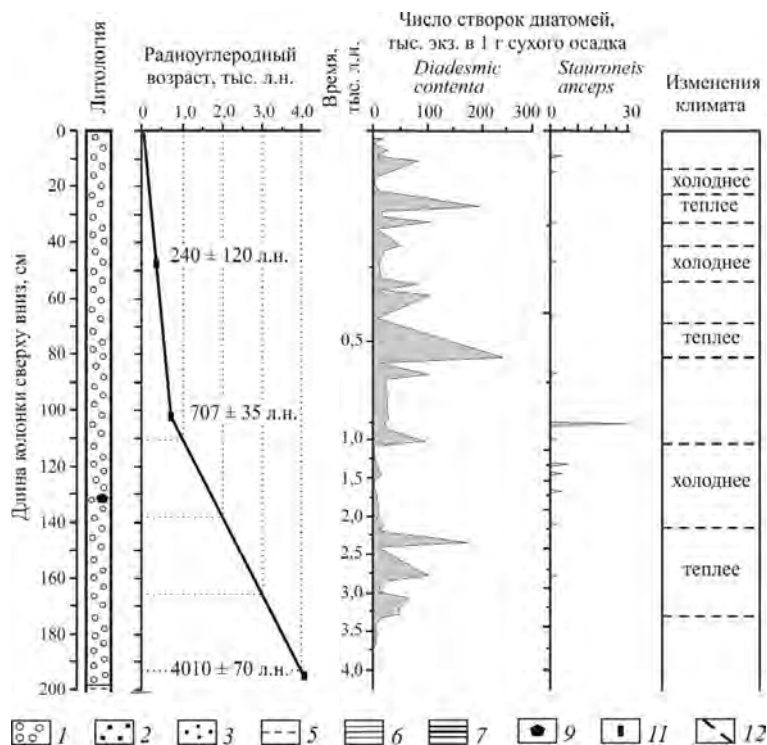 Число створок диатомей,
тыс. экз. в 1 г сухого осадка
Литология
Радиоуглеродный
возраст, тыс. л.н.
Время,
тыс. л.н.
Diadesmic
contenta
Stauroneis
anceps
Изменения
климата
0 1,0 2,0 3,0 4,0
0 100 200 300
0 30
Длина колонки сверху вниз, см
0
20
40
60
80
100
120
140
160
180
200
240 ± 120 л.н.
707 ± 35 л.н.
4010 ± 70 л.н.
0
0,5
1,0
1,5
2,0
2,5
3,0
3,5
4,0
холоднее
теплее
холоднее
теплее
холоднее
теплее
1 2 3 5 6 7 9 11 12